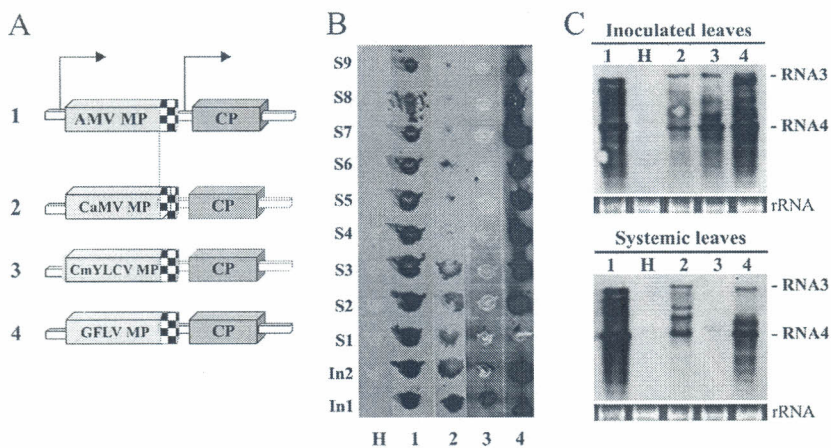 A
1
AMV MP
CP
2
CaMV MP
CP
3
CmYLCV MP
CP
4
GFLV MP
CP
B
S9
S8
S7
S6
S5
S4
S3
S2
S1
In2
In1
H 1 2 3 4
C
Inoculated leaves
1 H 2 3 4
- RNA3
- RNA4
rRNA
Systemic leaves
1 H 2 3 4
- RNA3
- RNA4
rRNA